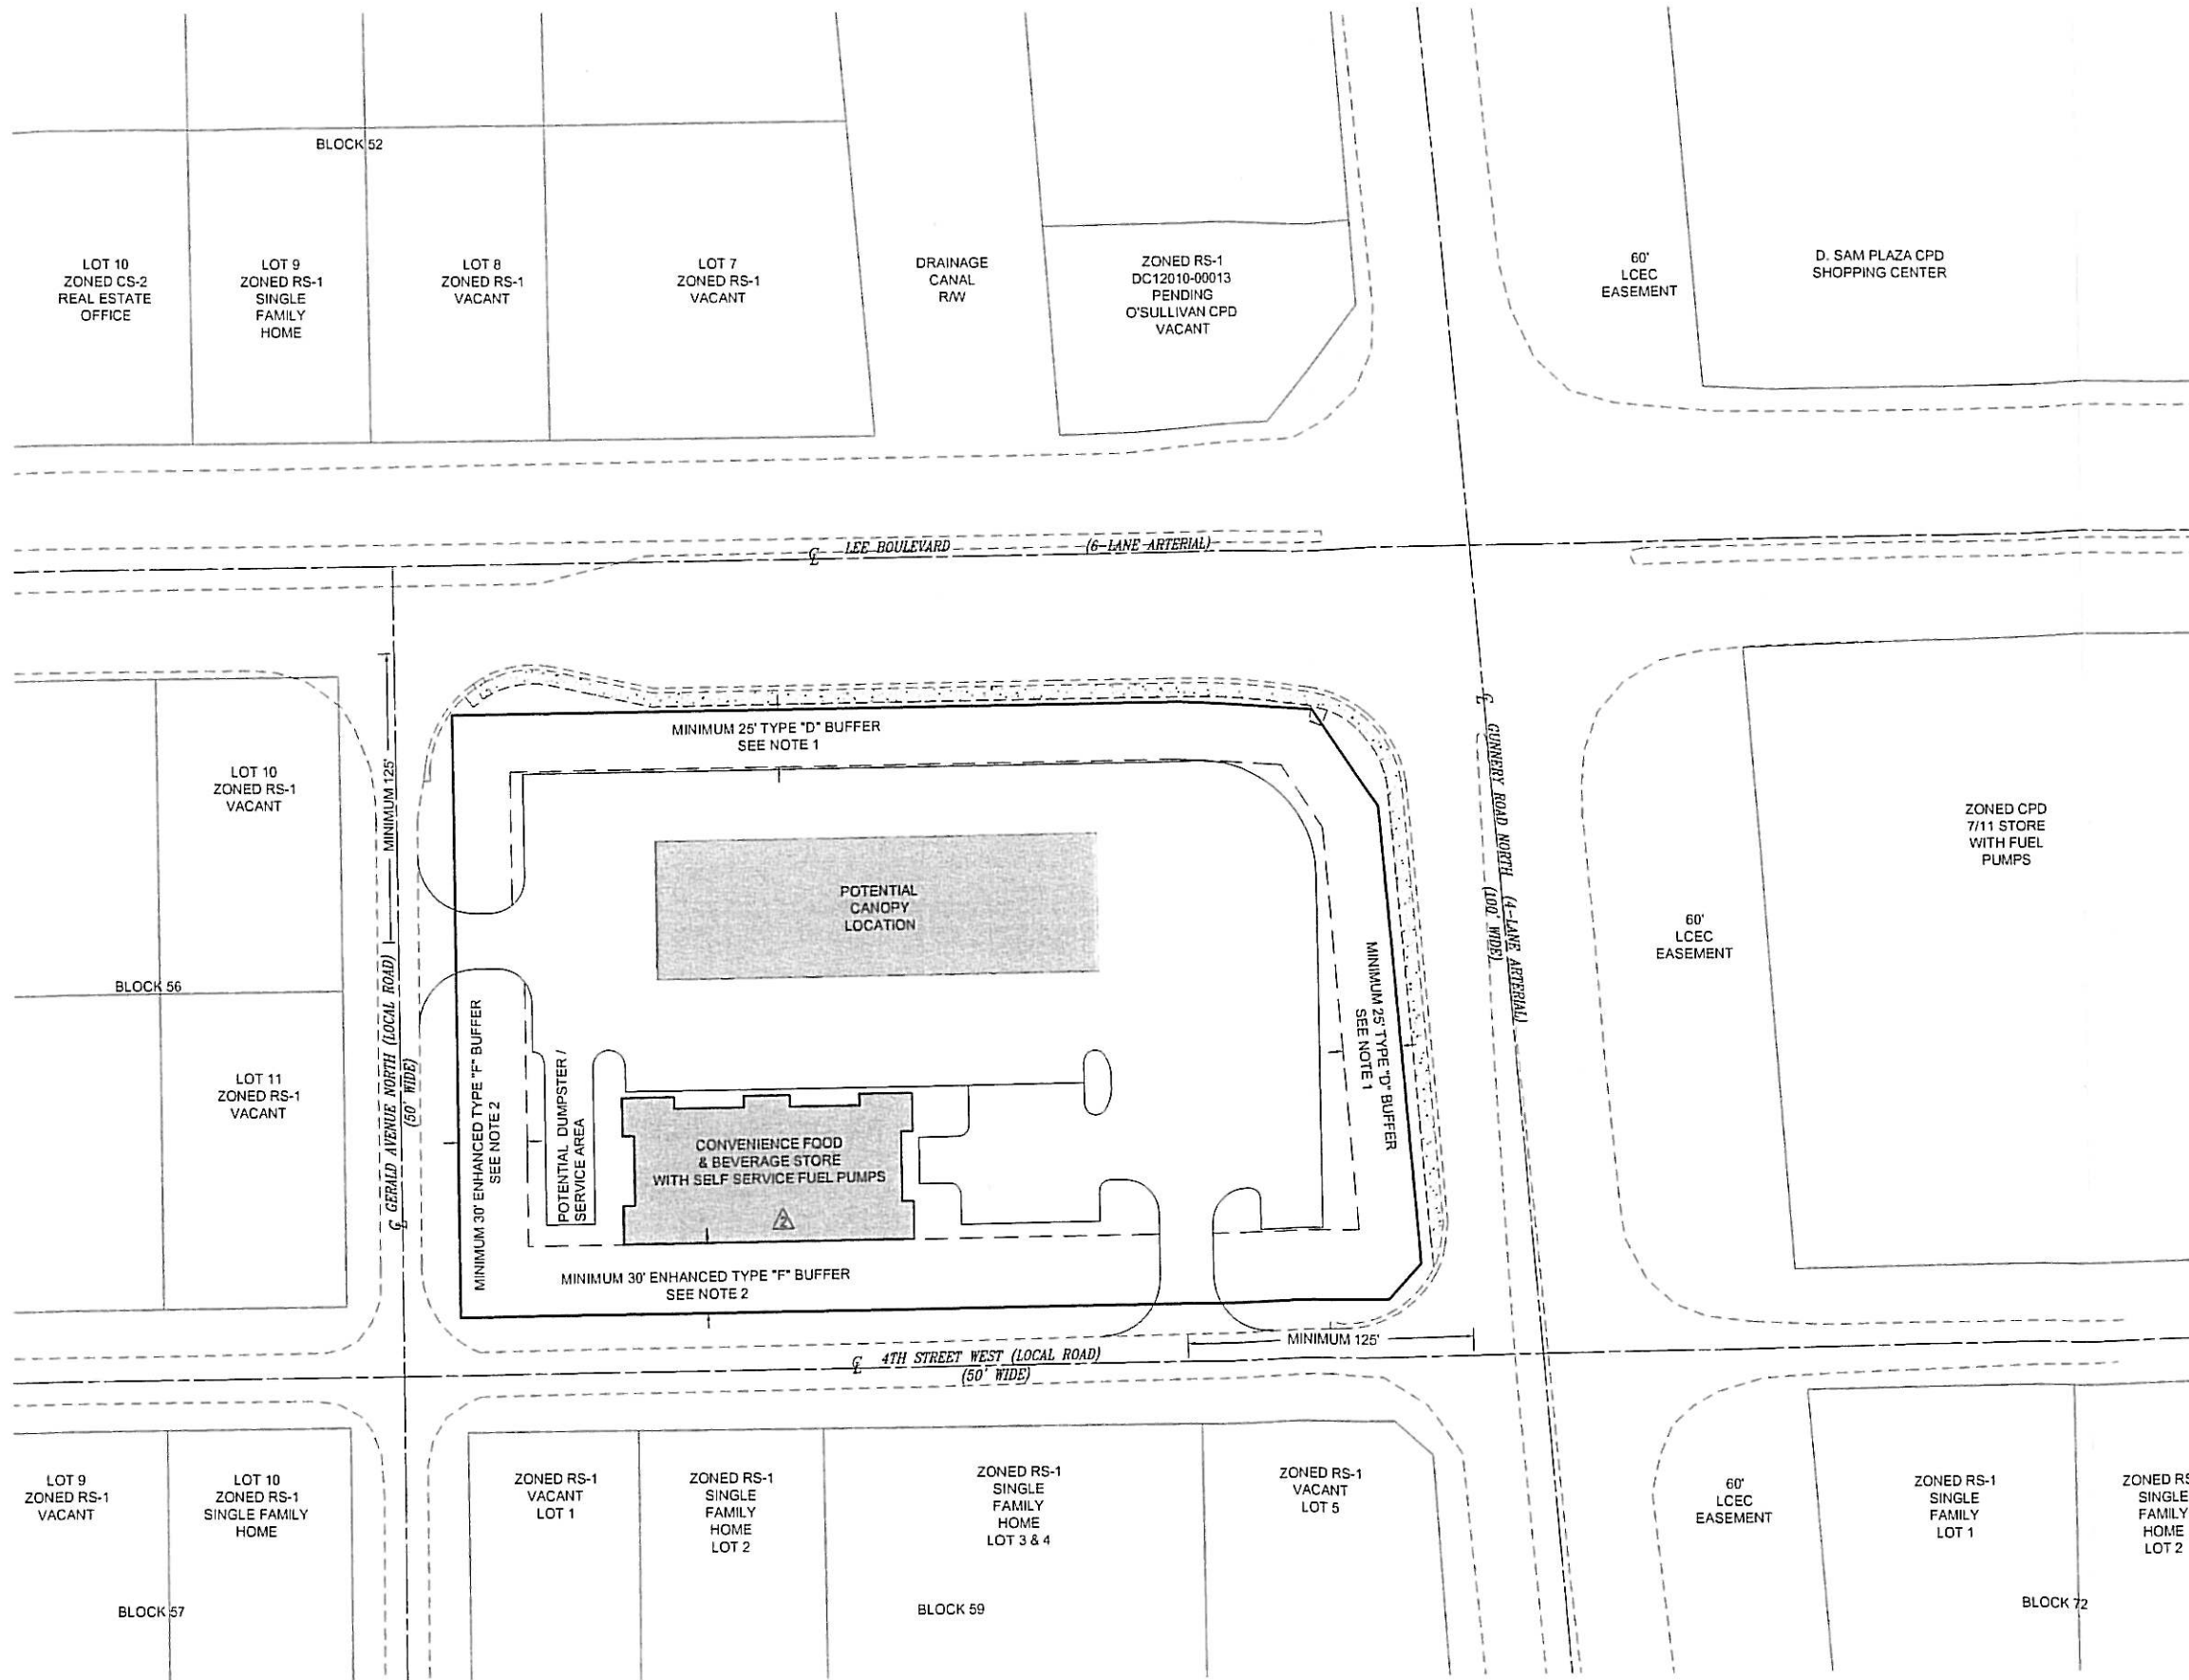 BLOCK 52
LOT 10
ZONED CS-2
REAL ESTATE
OFFICE
LOT 9
ZONED RS-1
SINGLE
FAMILY
HOME
LOT 8
ZONED RS-1
VACANT
LOT 7
ZONED RS-1
VACANT
DRAINAGE
CANAL
R/W
ZONED RS-1
DC12010-00013
PENDING
O'SULLIVAN CPD
VACANT
60'
LCEC
EASEMENT
D. SAM PLAZA CPD
SHOPPING CENTER
LEE BOULEVARD (6-LANE ARTERIAL)
MINIMUM 25' TYPE "D" BUFFER
SEE NOTE 1
LOT 10
ZONED RS-1
VACANT
MINIMUM 125'
GUNNERY ROAD NORTH (4-LANE ARTERIAL)
(100' WIDE)
ZONED CPD
7/11 STORE
WITH FUEL
PUMPS
POTENTIAL
CANOPY
LOCATION
60'
LCEC
EASEMENT
BLOCK 56
LOT 11
ZONED RS-1
VACANT
GERALD AVENUE NORTH (LOCAL ROAD)
(50' WIDE)
MINIMUM 30' ENHANCED TYPE "F" BUFFER
SEE NOTE 2
POTENTIAL DUMPSTER /
SERVICE AREA
CONVENIENCE FOOD
& BEVERAGE STORE
WITH SELF SERVICE FUEL PUMPS
2
MINIMUM 25' TYPE "D" BUFFER
SEE NOTE 1
MINIMUM 30' ENHANCED TYPE "F" BUFFER
SEE NOTE 2
MINIMUM 125'
4TH STREET WEST (LOCAL ROAD)
(50' WIDE)
LOT 9
ZONED RS-1
VACANT
LOT 10
ZONED RS-1
SINGLE FAMILY
HOME
BLOCK 57
ZONED RS-1
VACANT
LOT 1
ZONED RS-1
SINGLE
FAMILY
HOME
LOT 2
ZONED RS-1
SINGLE
FAMILY
HOME
LOT 3 & 4
ZONED RS-1
VACANT
LOT 5
BLOCK 59
60'
LCEC
EASEMENT
ZONED RS-1
SINGLE
FAMILY
LOT 1
ZONED RS
SINGLE
FAMILY
HOME
LOT 2
BLOCK 72